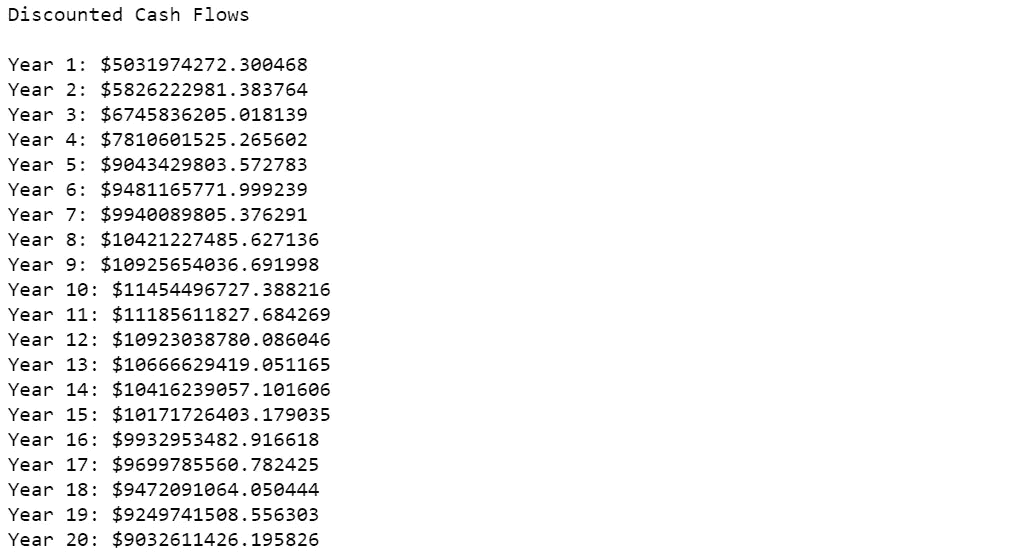 Discounted Cash Flows
Year 1: $5031974272.300468
Year 2: $5826222981.383764
Year 3: $6745836205.018139
Year 4: $7810601525.265602
Year 5: $9043429803.572783
Year 6: $9481165771.999239
Year 7: $9940089805.376291
Year 8: $10421227485.627136
Year 9: $10925654036.691998
Year 10: $11454496727.388216
Year 11: $11185611827.684269
Year 12: $10923038780.086046
Year 13: $10666629419.051165
Year 14: $10416239057.101606
Year 15: $10171726403.179035
Year 16: $9932953482.916618
Year 17: $9699785560.782425
Year 18: $9472091064.050444
Year 19: $9249741508.556303
Year 20: $9032611426.195826